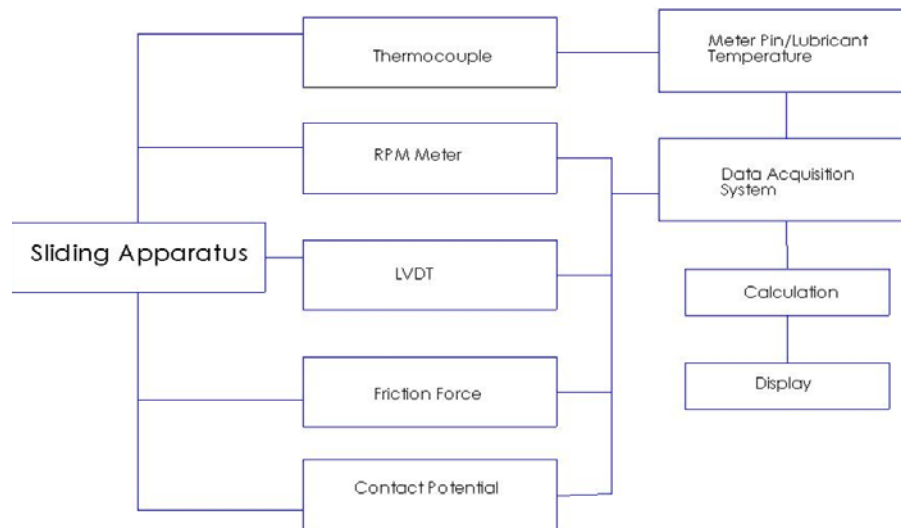 Thermocouple
Meter Pin/Lubricant
Temperature
RPM Meter
Data Acquisition
System
Sliding Apparatus
LVDT
Calculation
Friction Force
Display
Contact Potential